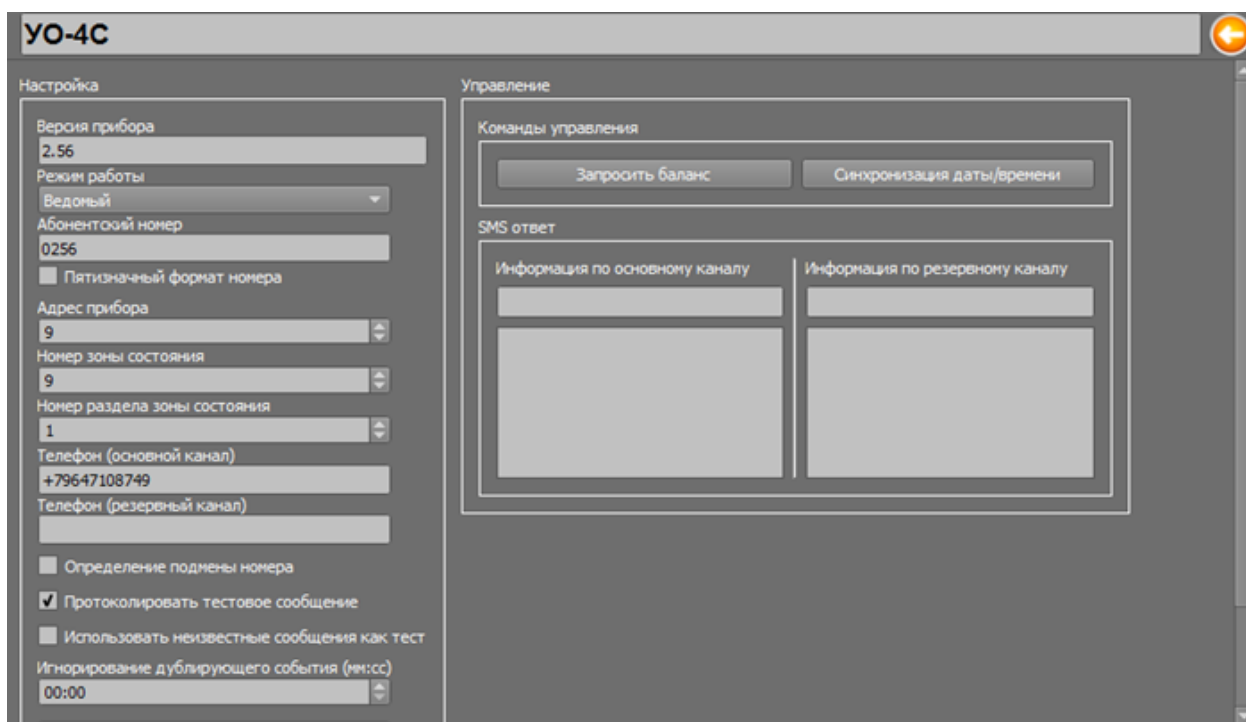 УО-4С
Настройка
Версия прибора
2.56
Режим работы
Ведомый
Абонентский номер
0256
Пятизначный формат номера
Адрес прибора
9
Номер зоны состояния
9
Номер раздела зоны состояния
1
Телефон (основной канал)
+79647108749
Телефон (резервный канал)
Определение подмены номера
Протоколировать тестовое сообщение
Использовать неизвестные сообщения как тест
Игнорирование дублирующего события (мм:сс)
00:00
Управление
Команды управления
Запросить баланс
Синхронизация даты/времени
SMS ответ
Информация по основному каналу
Информация по резервному каналу